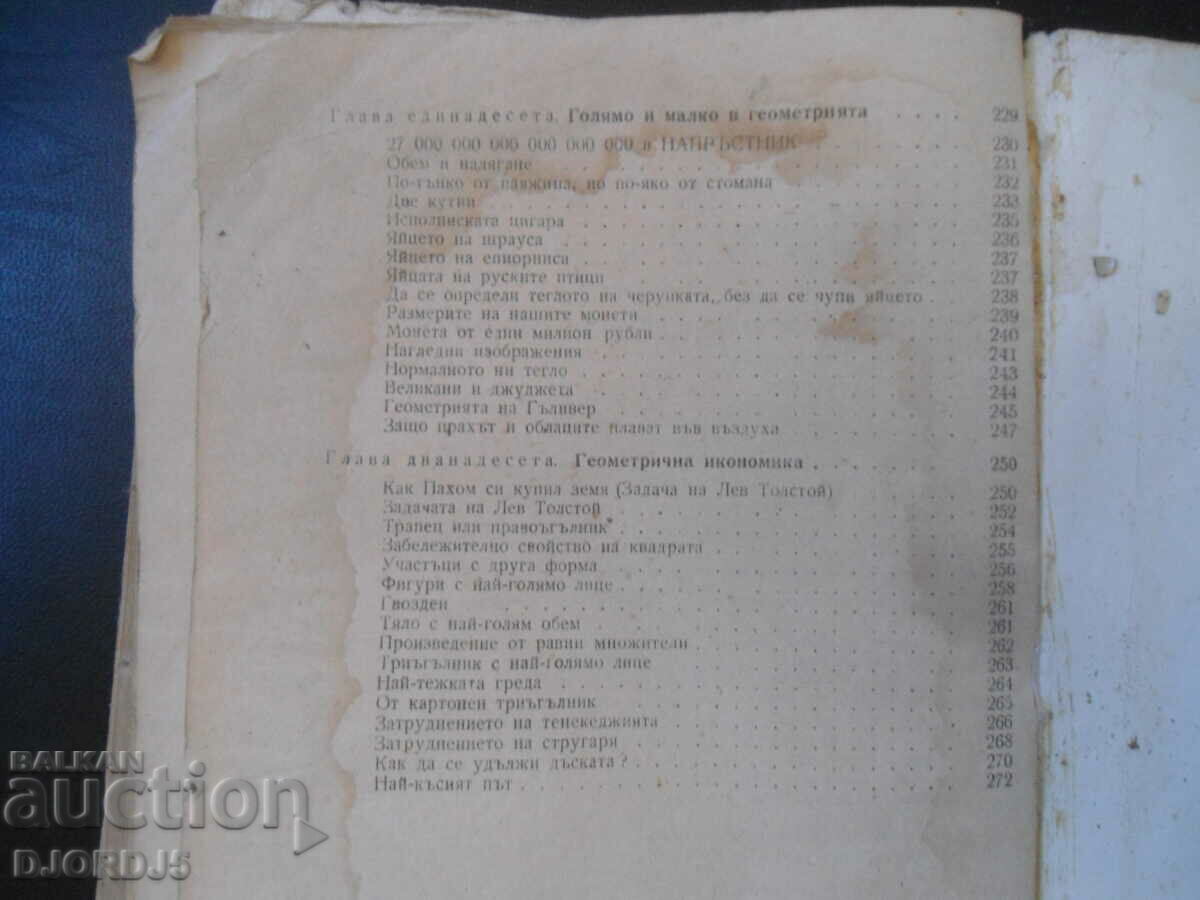 Глава единадесета. Голямо и малко в геометрията . . . . 229
27 000 000 000 000 000 000 в НАПРЪСТНИК . . . . . . . 230
Обем и налягане . . . . . . . . . . 231
По-тънко от паяжина, но по-яко от стомана . . . . . . . 232
Две кутии . . . . . . . . . . 233
Исполинската цигара . . . . . . . . . . 235
Яйцето на щрауса . . . . . . . . . . 236
Яйцето на епиорниса . . . . . . . . . . 237
Яйцата на руските птици . . . . . . . . . . 237
Да се определи теглото на черупката, без да се чупи яйцето . 238
Размерите на нашите монети . . . . . . . . . . 239
Монета от един милион рубли . . . . . . . . . . 240
Нагледни изображения . . . . . . . . . . 241
Нормалното ни тегло . . . . . . . . . . 243
Великани и джуджета . . . . . . . . . . 244
Геометрията на Гъливер . . . . . . . . . . 245
Защо прахът и облаците плават във въздуха . . . . . . . 247
Глава дванадесета. Геометрична икономика . . . . . . 250
Как Пахом си купил земя (Задача на Лев Толстой) . . . . . 250
Задачата на Лев Толстой . . . . . . . . . . 252
Трапец или правоъгълник . . . . . . . . . . 254
Забележително свойство на квадрата . . . . . . . . . . 255
Участъци с друга форма . . . . . . . . . . 256
Фигури с най-голямо лице . . . . . . . . . . 258
Гвоздеи . . . . . . . . . . 261
Тяло с най-голям обем . . . . . . . . . . 261
Произведение от равни множители . . . . . . . . . . 262
Триъгълник с най-голямо лице . . . . . . . . . . 263
Най-тежката греда . . . . . . . . . . 264
От картонен триъгълник . . . . . . . . . . 265
Затруднението на тенекеджията . . . . . . . . . . 266
Затруднението на стругаря . . . . . . . . . . 268
Как да се удължи дъската? . . . . . . . . . . 270
Най-късият път . . . . . . . . . . 272
BALKAN
auction
DJORDJ5